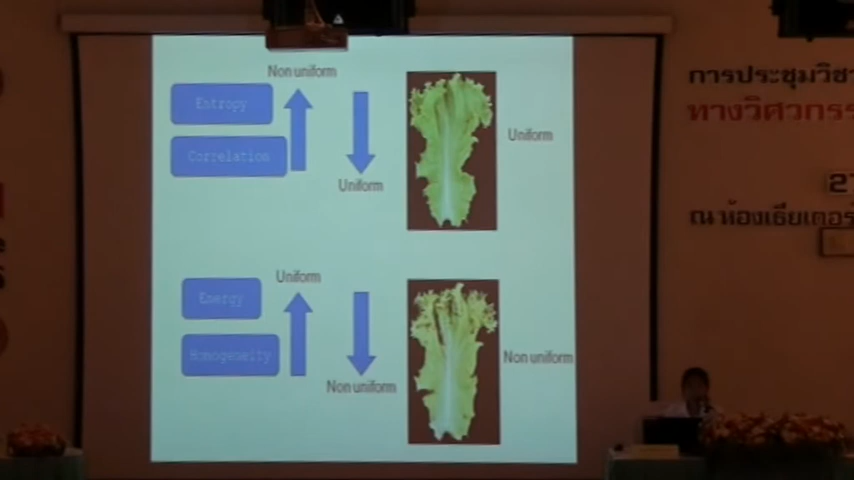 Non uniform
Entropy
Correlation
Uniform
Uniform
Uniform
Energy
Homogeneity
Non uniform
Non uniform
การประชุมวิชา
ทางวิศวกรร
ณ ห้องเธียเตอร์